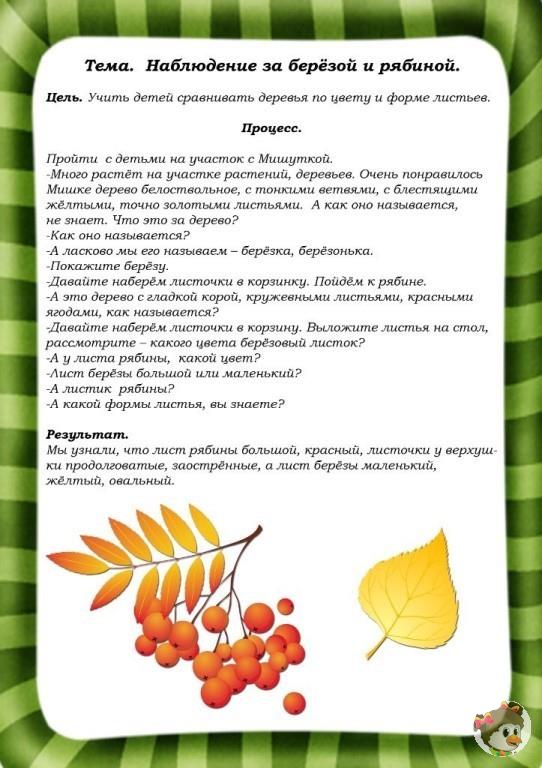 Тема.  Наблюдение за берёзой и рябиной.
Цель. Учить детей сравнивать деревья по цвету и форме листьев.
Процесс.
Пройти  с детьми на участок с Мишуткой.
-Много растёт на участке растений, деревьев. Очень понравилось
Мишке дерево белоствольное, с тонкими ветвями, с блестящими
жёлтыми, точно золотыми листьями.  А как оно называется,
не знает. Что это за дерево?
-Как оно называется?
-А ласково мы его называем – берёзка, берёзонька.
-Покажите берёзу.
-Давайте наберём листочки в корзинку. Пойдём к рябине.
-А это дерево с гладкой корой, кружевными листьями, красными
ягодами, как называется?
-Давайте наберём листочки в корзину. Выложите листья на стол,
рассмотрите – какого цвета берёзовый листок?
-А у листа рябины,  какой цвет?
-Лист берёзы большой или маленький?
-А листик  рябины?
-А какой формы листья, вы знаете?
Результат.
Мы узнали, что лист рябины большой, красный, листочки у верхуш-
ки продолговатые, заострённые, а лист берёзы маленький,
жёлтый, овальный.